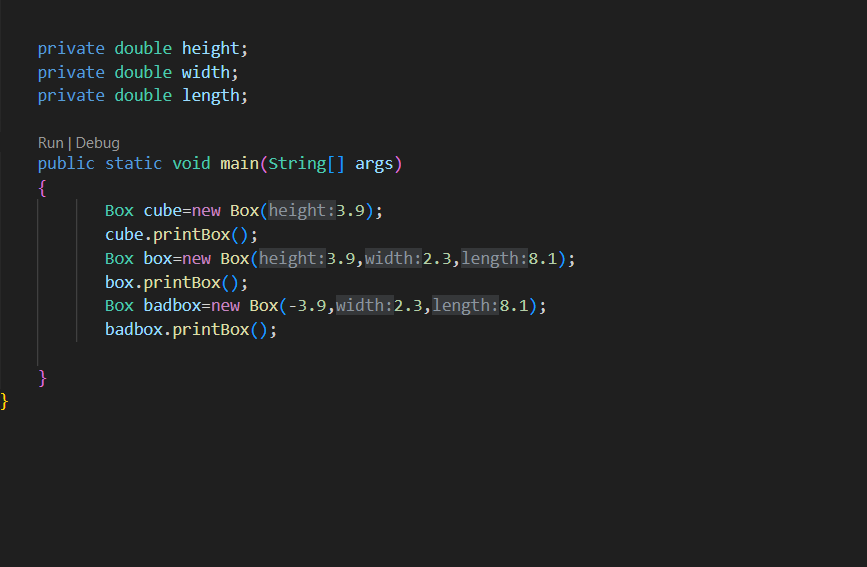 private double height;
private double width;
private double length;
Run | Debug
public static void main(String[] args)
{
Box cube=new Box(height:3.9);
cube.printBox();
Box box=new Box(height:3.9,width:2.3,length:8.1);
box.printBox();
Box badbox=new Box(-3.9,width:2.3,length:8.1);
badbox.printBox();
}
}